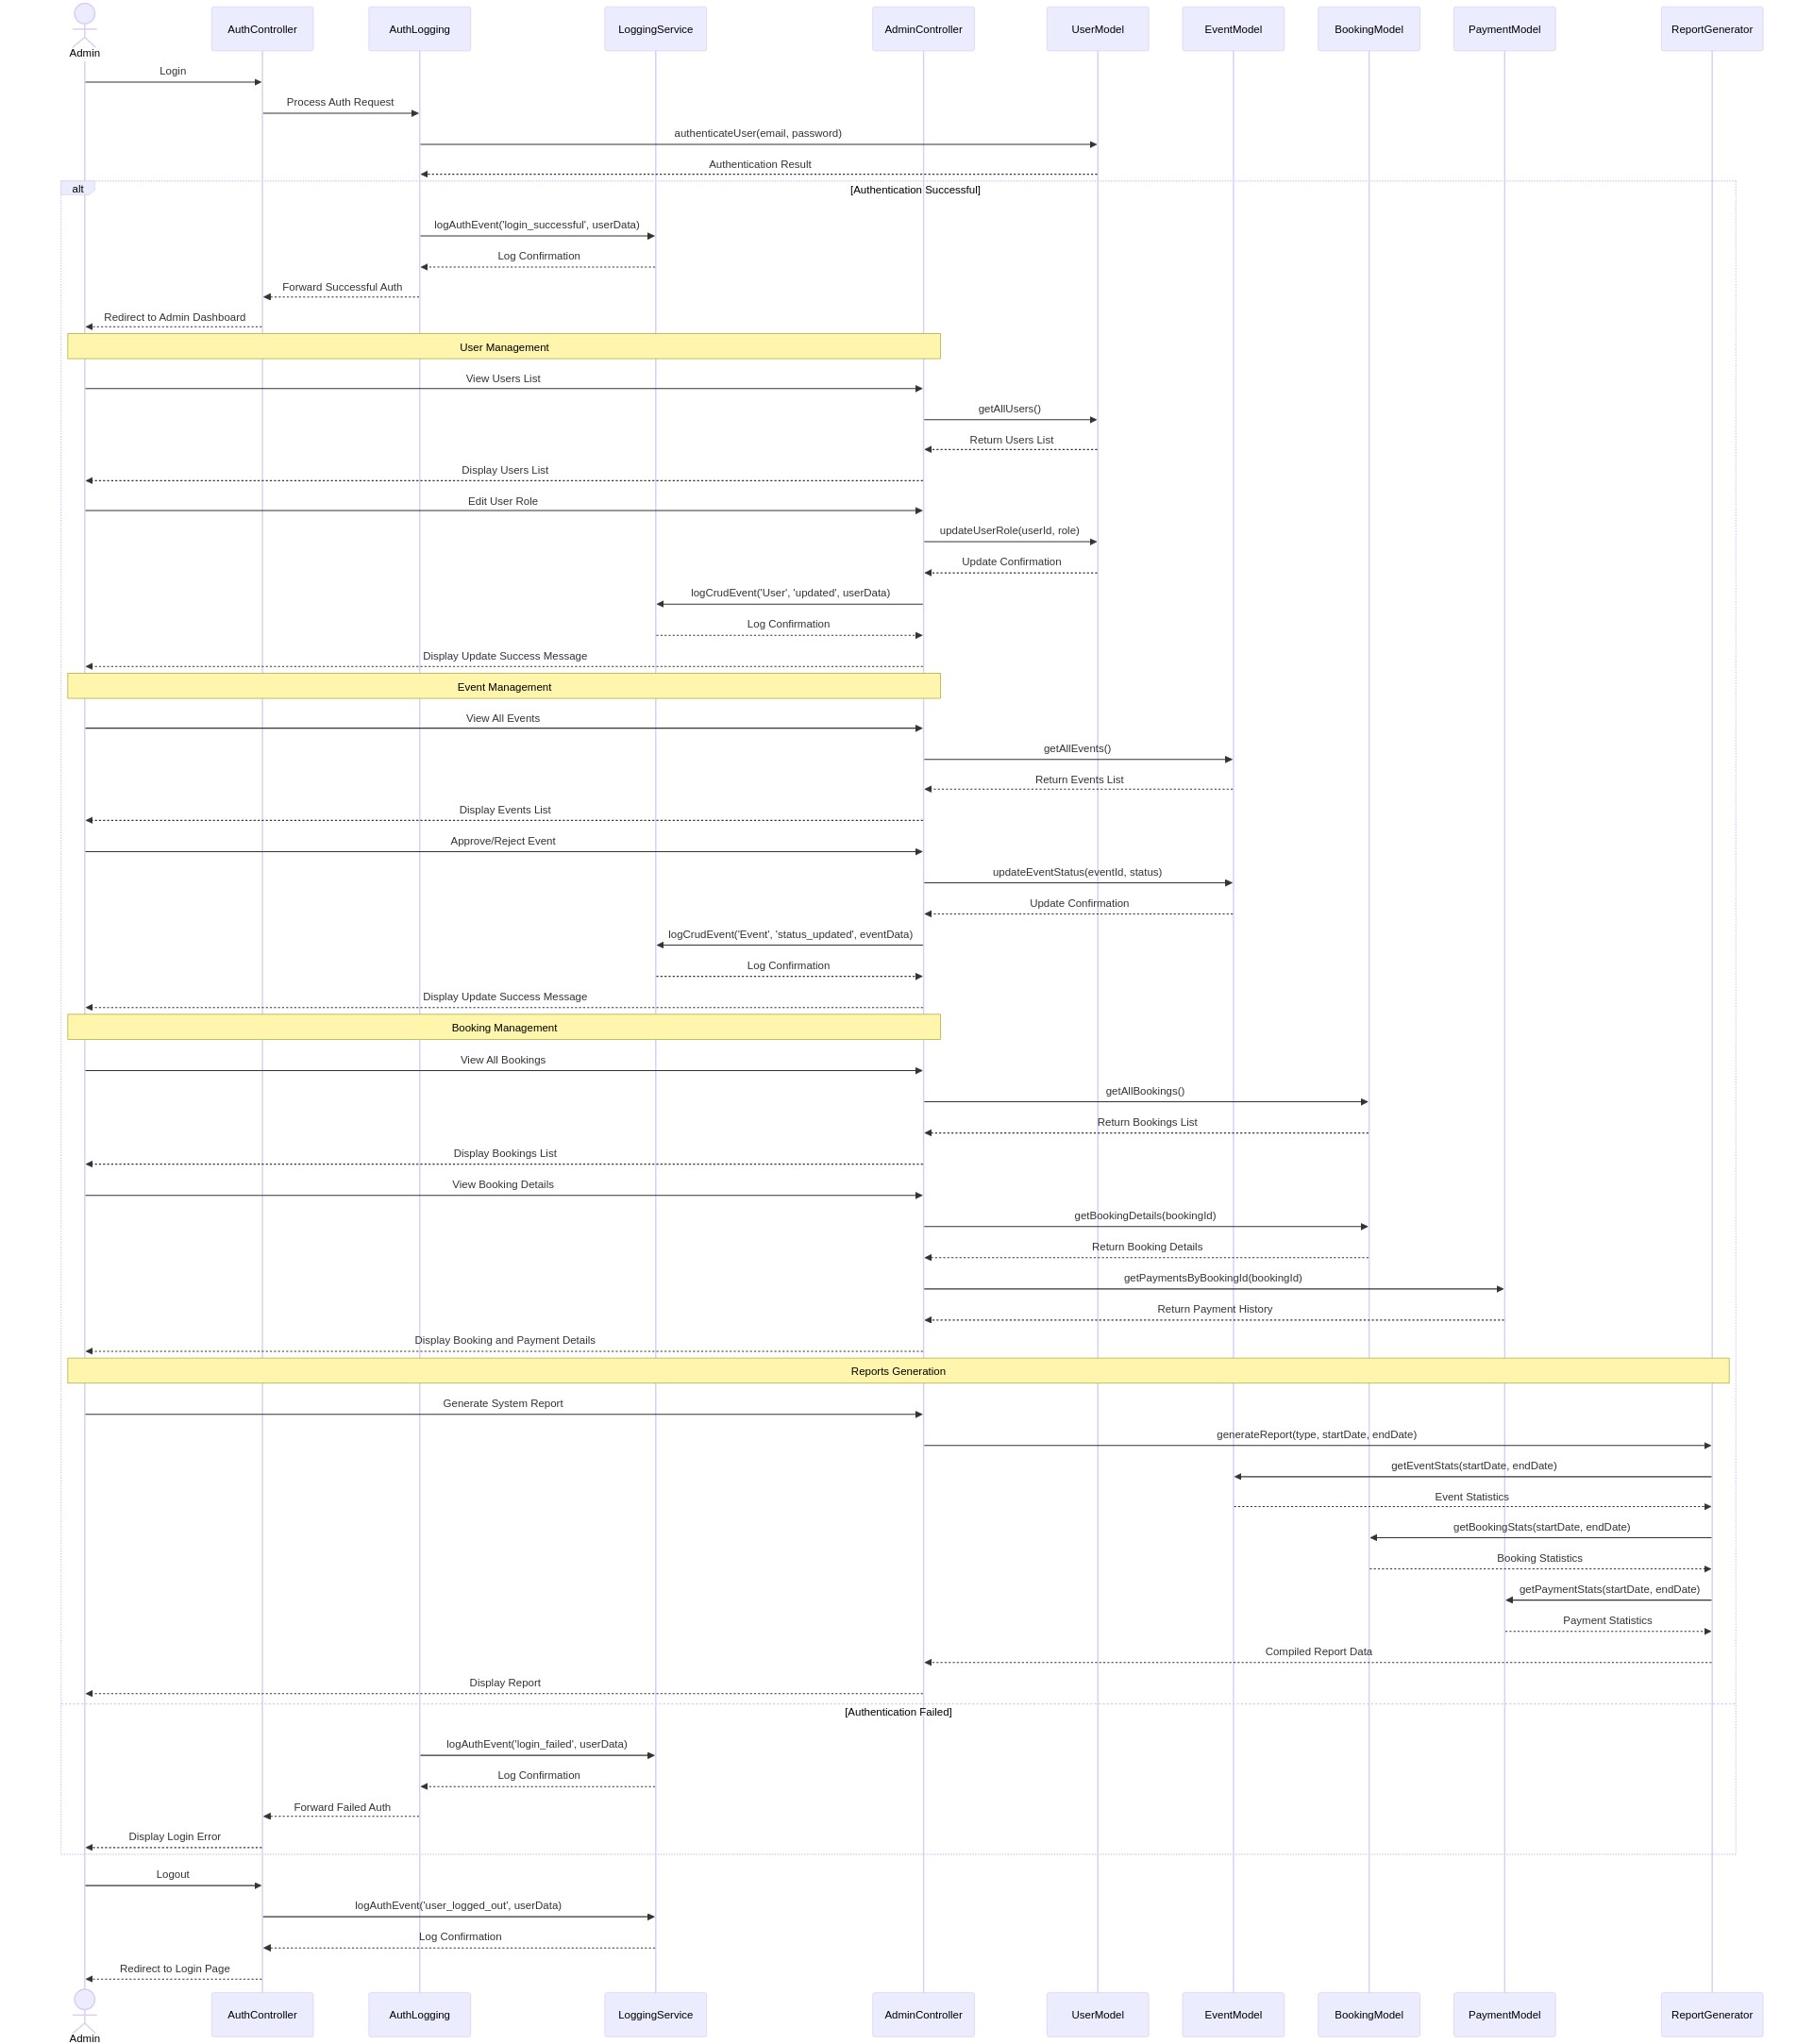 Admin
AuthController
AuthLogging
LoggingService
AdminController
UserModel
EventModel
BookingModel
PaymentModel
ReportGenerator
Login
Process Auth Request
authenticateUser(email, password)
Authentication Result
alt
[Authentication Successful]
logAuthEvent('login_successful', userData)
Log Confirmation
Forward Successful Auth
Redirect to Admin Dashboard
User Management
View Users List
getAllUsers()
Return Users List
Display Users List
Edit User Role
updateUserRole(userId, role)
Update Confirmation
logCrudEvent('User', 'updated', userData)
Log Confirmation
Display Update Success Message
Event Management
View All Events
getAllEvents()
Return Events List
Display Events List
Approve/Reject Event
updateEventStatus(eventId, status)
Update Confirmation
logCrudEvent('Event', 'status_updated', eventData)
Log Confirmation
Display Update Success Message
Booking Management
View All Bookings
getAllBookings()
Return Bookings List
Display Bookings List
View Booking Details
getBookingDetails(bookingId)
Return Booking Details
getPaymentsByBookingId(bookingId)
Return Payment History
Display Booking and Payment Details
Reports Generation
Generate System Report
generateReport(type, startDate, endDate)
getEventStats(startDate, endDate)
Event Statistics
getBookingStats(startDate, endDate)
Booking Statistics
getPaymentStats(startDate, endDate)
Payment Statistics
Compiled Report Data
Display Report
[Authentication Failed]
logAuthEvent('login_failed', userData)
Log Confirmation
Forward Failed Auth
Display Login Error
Logout
logAuthEvent('user_logged_out', userData)
Log Confirmation
Redirect to Login Page
Admin
AuthController
AuthLogging
LoggingService
AdminController
UserModel
EventModel
BookingModel
PaymentModel
ReportGenerator